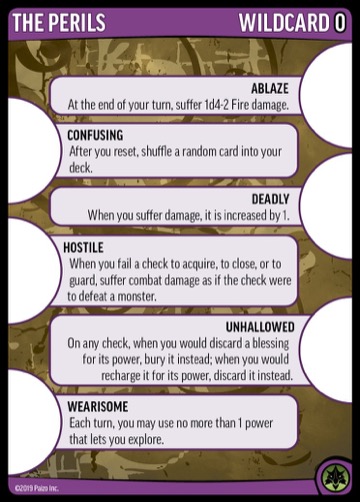 THE PERILS
WILDCARD 0
ABLAZE
At the end of your turn, suffer 1d4-2 Fire damage.
CONFUSING
After you reset, shuffle a random card into your
deck.
DEADLY
When you suffer damage, it is increased by 1.
HOSTILE
When you fail a check to acquire, to close, or to
guard, suffer combat damage as if the check were
to defeat a monster.
UNHALLOWED
On any check, when you would discard a blessing
for its power, bury it instead; when you would
recharge it for its power, discard it instead.
WEARISOME
Each turn, you may use no more than 1 power
that lets you explore.
©2019 Paizo Inc.